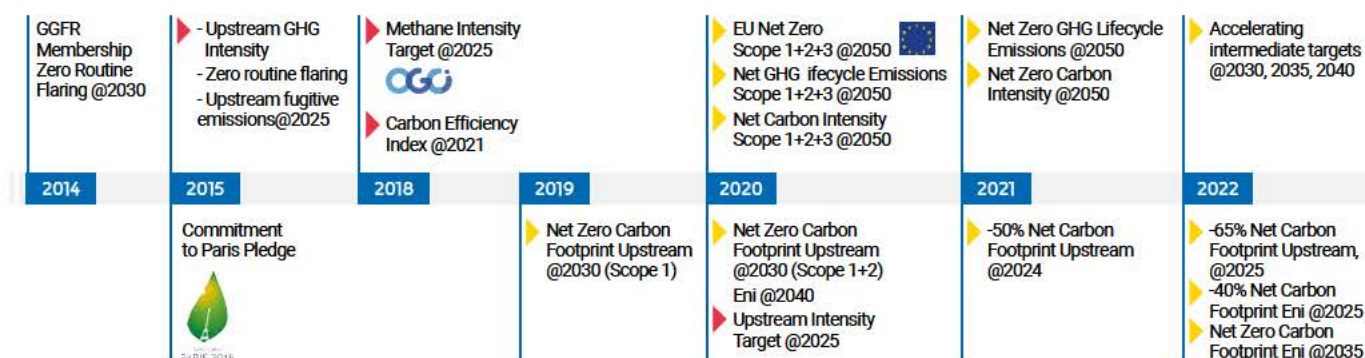 GGFR
Membership
Zero Routine
Flaring @2030
- Upstream GHG
Intensity
- Zero routine flaring
- Upstream fugitive
emissions@2025
Methane Intensity
Target @2025
OGCI
Carbon Efficiency
Index @2021
EU Net Zero
Scope 1+2+3 @2050
Net GHG ifecycle Emissions
Scope 1+2+3 @2050
Net Carbon Intensity
Scope 1+2+3 @2050
Net Zero GHG Lifecycle
Emissions @2050
Net Zero Carbon
Intensity @2050
Accelerating
intermediate targets
@2030, 2035, 2040
2014
2015
2018
2019
2020
2021
2022
Commitment
to Paris Pledge
PARIS 2015
Net Zero Carbon
Footprint Upstream
@2030 (Scope 1)
Net Zero Carbon
Footprint Upstream
@2030 (Scope 1+2)
Eni @2040
Upstream Intensity
Target @2025
-50% Net Carbon
Footprint Upstream
@2024
-65% Net Carbon
Footprint Upstream,
@2025
-40% Net Carbon
Footprint Eni @2025
Net Zero Carbon
Footprint Eni @2035